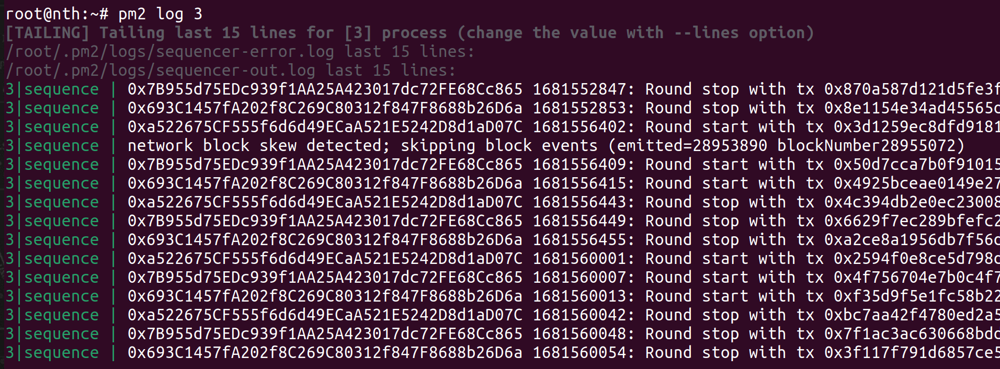 root@nth:~# pm2 log 3
[TAILING] Tailing last 15 lines for [3] process (change the value with --lines option)
/root/.pm2/logs/sequencer-error.log last 15 lines:
/root/.pm2/logs/sequencer-out.log last 15 lines:
3|sequence | 0x7B955d75EDc939f1AA25A423017dc72FE68Cc865 1681552847: Round stop with tx 0x870a587d121d5fe3f
3|sequence | 0x693C1457fA202f8C269C80312f847F8688b26D6a 1681552853: Round stop with tx 0x8e1154e34ad45565c
3|sequence | 0xa522675CF555f6d6d49ECaA521E5242D8d1aD07C 1681556402: Round start with tx 0x3d1259ec8dfd9181
3|sequence | network block skew detected; skipping block events (emitted=28953890 blockNumber28955072)
3|sequence | 0x7B955d75EDc939f1AA25A423017dc72FE68Cc865 1681556409: Round start with tx 0x50d7cca7b0f91015
3|sequence | 0x693C1457fA202f8C269C80312f847F8688b26D6a 1681556415: Round start with tx 0x4925bceae0149e27
3|sequence | 0xa522675CF555f6d6d49ECaA521E5242D8d1aD07C 1681556443: Round stop with tx 0x4c394db2e0ec23008
3|sequence | 0x7B955d75EDc939f1AA25A423017dc72FE68Cc865 1681556449: Round stop with tx 0x6629f7ec289bfefc2
3|sequence | 0x693C1457fA202f8C269C80312f847F8688b26D6a 1681556455: Round stop with tx 0xa2ce8a1956db7f56c
3|sequence | 0xa522675CF555f6d6d49ECaA521E5242D8d1aD07C 1681560001: Round start with tx 0x2594f0e8ce5d798c
3|sequence | 0x7B955d75EDc939f1AA25A423017dc72FE68Cc865 1681560007: Round start with tx 0x4f756704e7b0c4f7
3|sequence | 0x693C1457fA202f8C269C80312f847F8688b26D6a 1681560013: Round start with tx 0xf35d9f5e1fc58b22
3|sequence | 0xa522675CF555f6d6d49ECaA521E5242D8d1aD07C 1681560042: Round stop with tx 0xbc7aa42f4780ed2a5
3|sequence | 0x7B955d75EDc939f1AA25A423017dc72FE68Cc865 1681560048: Round stop with tx 0x7f1ac3ac630668bdc
3|sequence | 0x693C1457fA202f8C269C80312f847F8688b26D6a 1681560054: Round stop with tx 0x3f117f791d6857ce5